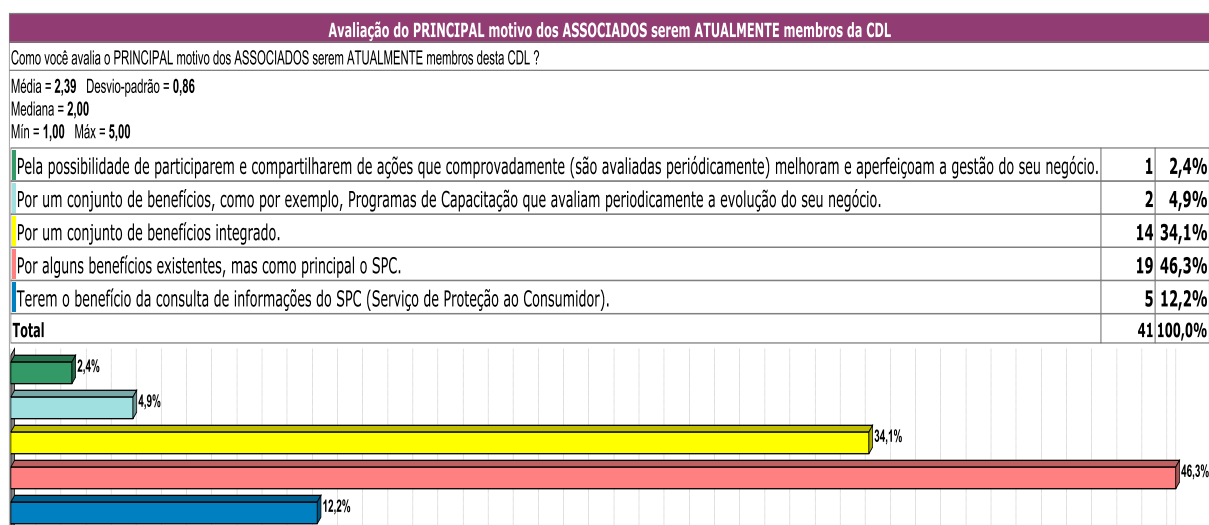 Avaliação do PRINCIPAL motivo dos ASSOCIADOS serem ATUALMENTE membros da CDL
Como você avalia o PRINCIPAL motivo dos ASSOCIADOS serem ATUALMENTE membros desta CDL ?
Média = 2,39 Desvio-padrão = 0,86
Mediana = 2,00
Mín = 1,00 Máx = 5,00
Pela possibilidade de participarem e compartilharem de ações que comprovadamente (são avaliadas periódicamente) melhoram e aperfeiçoam a gestão do seu negócio. 1 2,4%
Por um conjunto de benefícios, como por exemplo, Programas de Capacitação que avaliam periodicamente a evolução do seu negócio. 2 4,9%
Por um conjunto de benefícios integrado. 14 34,1%
Por alguns benefícios existentes, mas como principal o SPC. 19 46,3%
Terem o benefício da consulta de informações do SPC (Serviço de Proteção ao Consumidor). 5 12,2%
Total 41 100,0%
2,4%
4,9%
34,1%
46,3%
12,2%